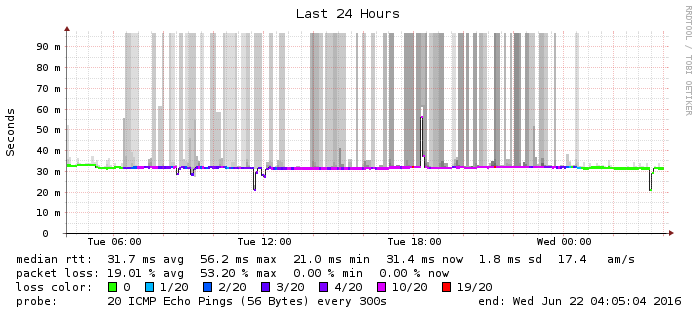 Last 24 Hours
RRDTOOL / TOBI OETIKER
Seconds
90 m
80 m
70 m
60 m
50 m
40 m
30 m
20 m
10 m
0
Tue 06:00 Tue 12:00 Tue 18:00 Wed 00:00
median rtt: 31.7 ms avg 56.2 ms max 21.0 ms min 31.4 ms now 1.8 ms sd 17.4 am/s
packet loss: 19.01 % avg 53.20 % max 0.00 % min 0.00 % now
loss color: 0 1/20 2/20 3/20 4/20 10/20 19/20
probe: 20 ICMP Echo Pings (56 Bytes) every 300s end: Wed Jun 22 04:05:04 2016